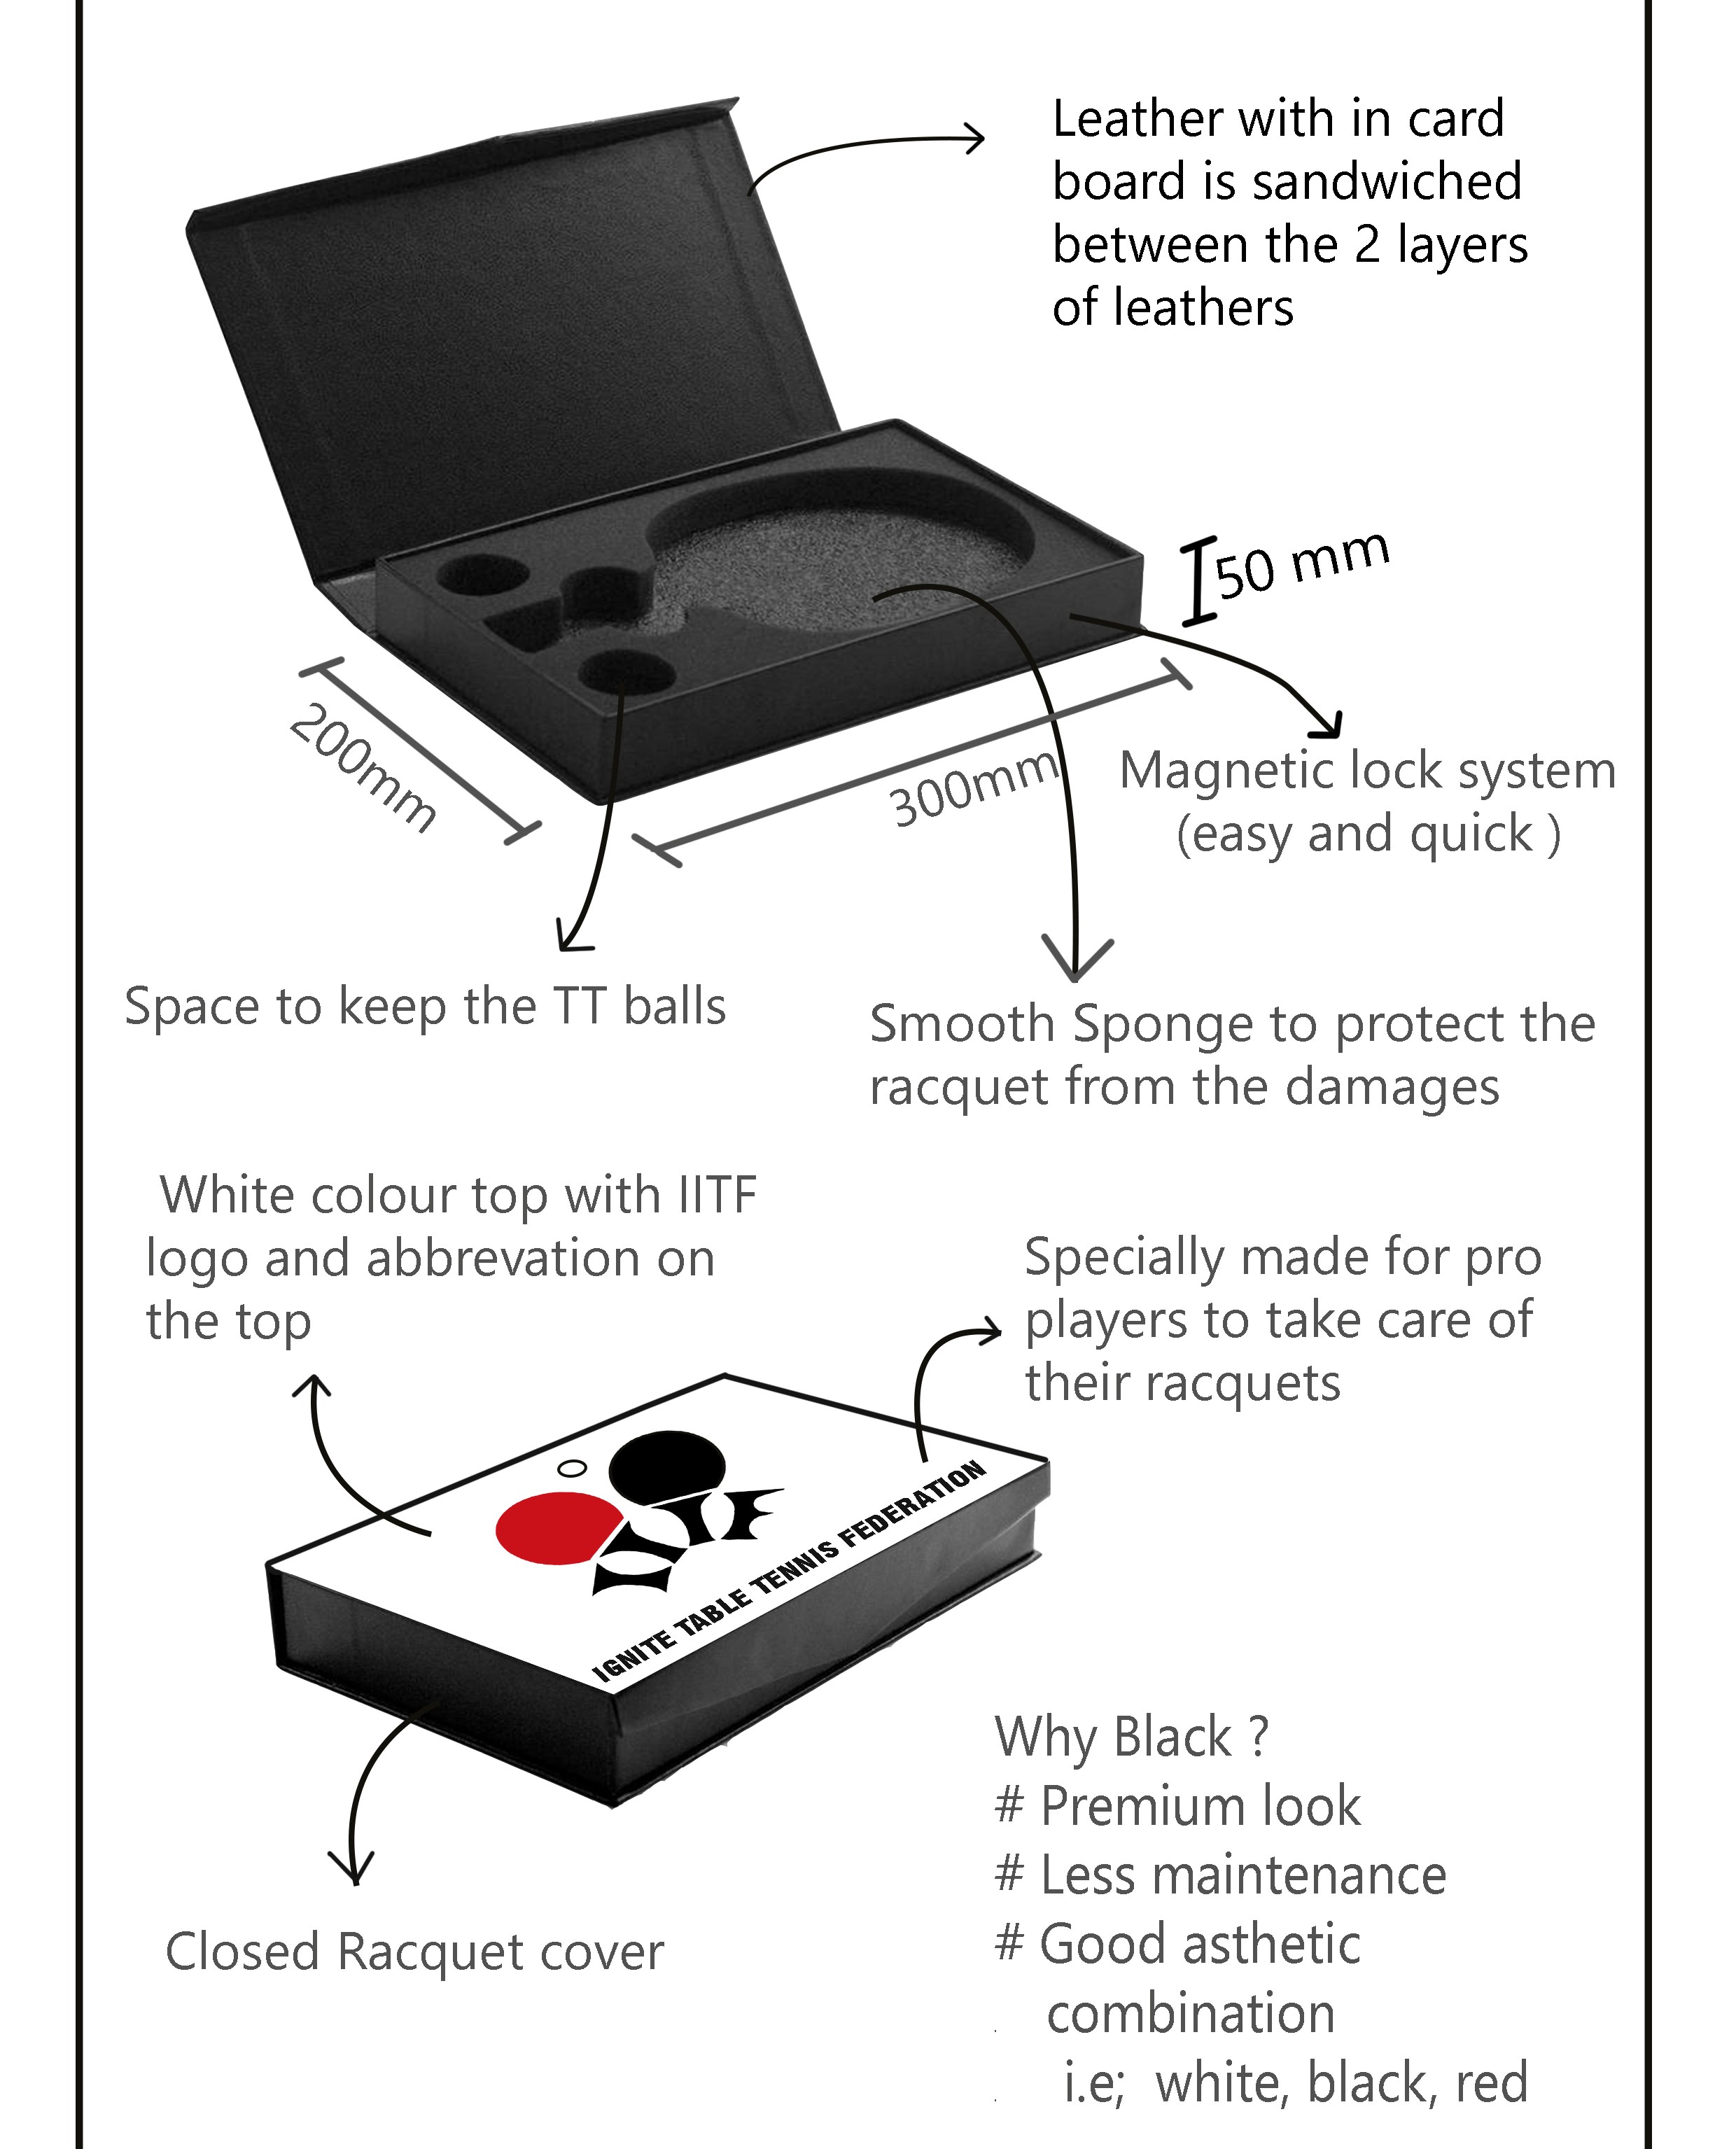 Leather with in card
board is sandwiched
between the 2 layers
of leathers
50 mm
200mm
300mm
Magnetic lock system
(easy and quick )
Space to keep the TT balls
Smooth Sponge to protect the
racquet from the damages
White colour top with IITF
logo and abbrevation on
the top
Specially made for pro
players to take care of
their racquets
IGNITE TABLE TENNIS FEDERATION
Closed Racquet cover
Why Black ?
# Premium look
# Less maintenance
# Good asthetic
. combination
. i.e; white, black, red